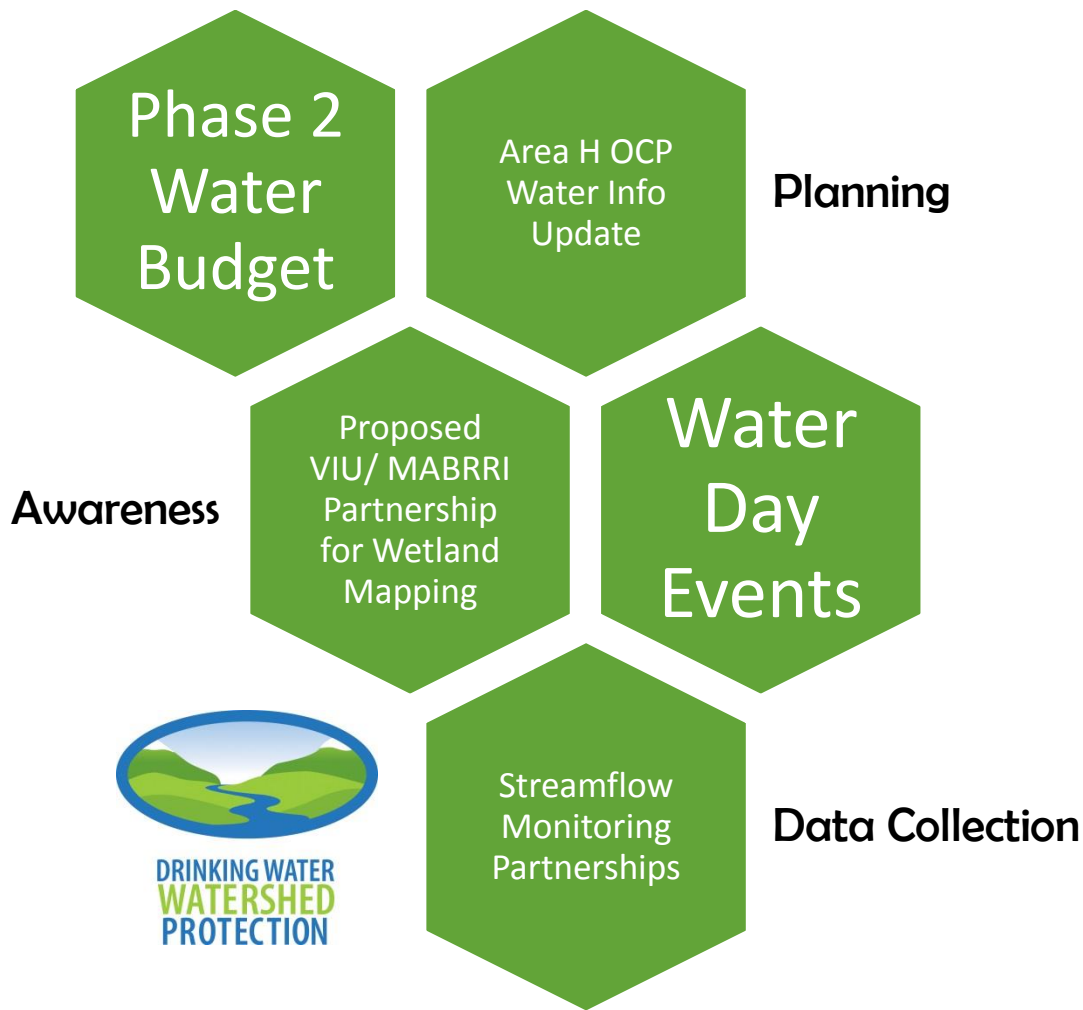 Phase 2
Water
Budget
Area H OCP
Water Info
Update
Planning
Awareness
Proposed
VIU/ MABRRI
Partnership
for Wetland
Mapping
Water
Day
Events
DRINKING WATER
WATERSHED
PROTECTION
Streamflow
Monitoring
Partnerships
Data Collection